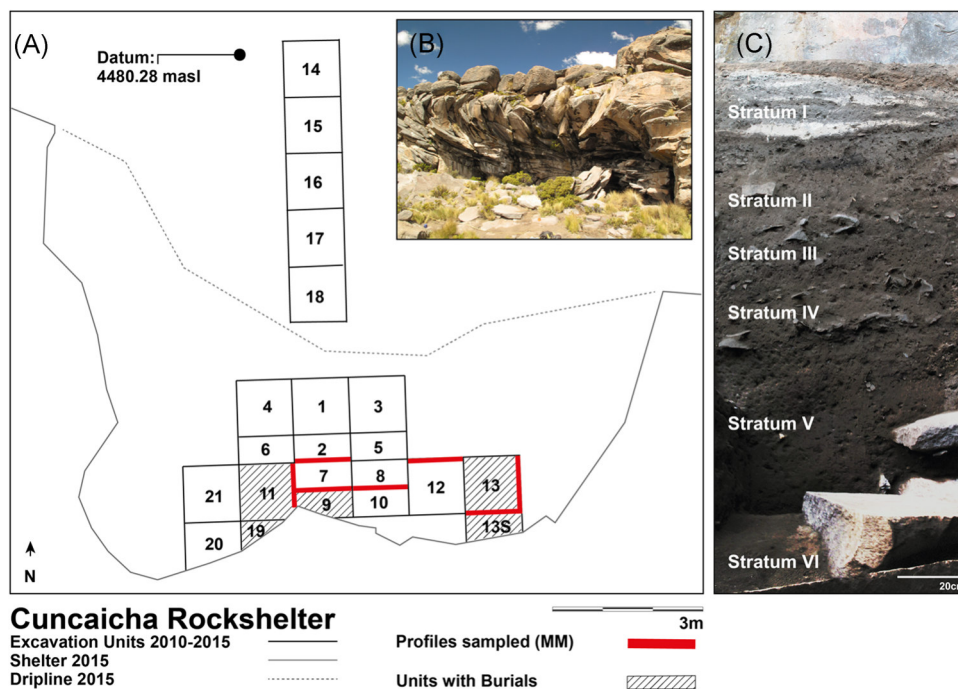 (A)
Datum:
4480.28 masl
14
15
16
17
18
4
1
3
6
2
5
21
11
7
8
12
13
9
10
20
19
13S
N
(B)
(C)
Stratum I
Stratum II
Stratum III
Stratum IV
Stratum V
Stratum VI
20c
Cuncaicha Rockshelter
Excavation Units 2010-2015
Shelter 2015
Dripline 2015
3m
Profiles sampled (MM)
Units with Burials